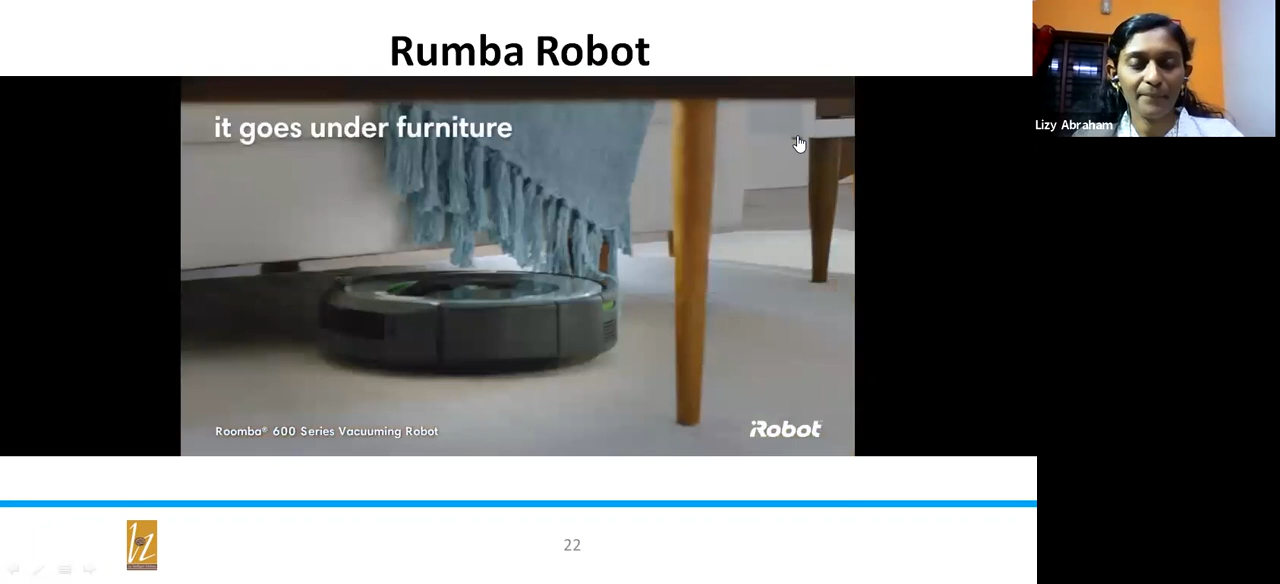 Rumba Robot
it goes under furniture
Lizy Abraham
Roomba® 600 Series Vacuuming Robot
iRobot
22